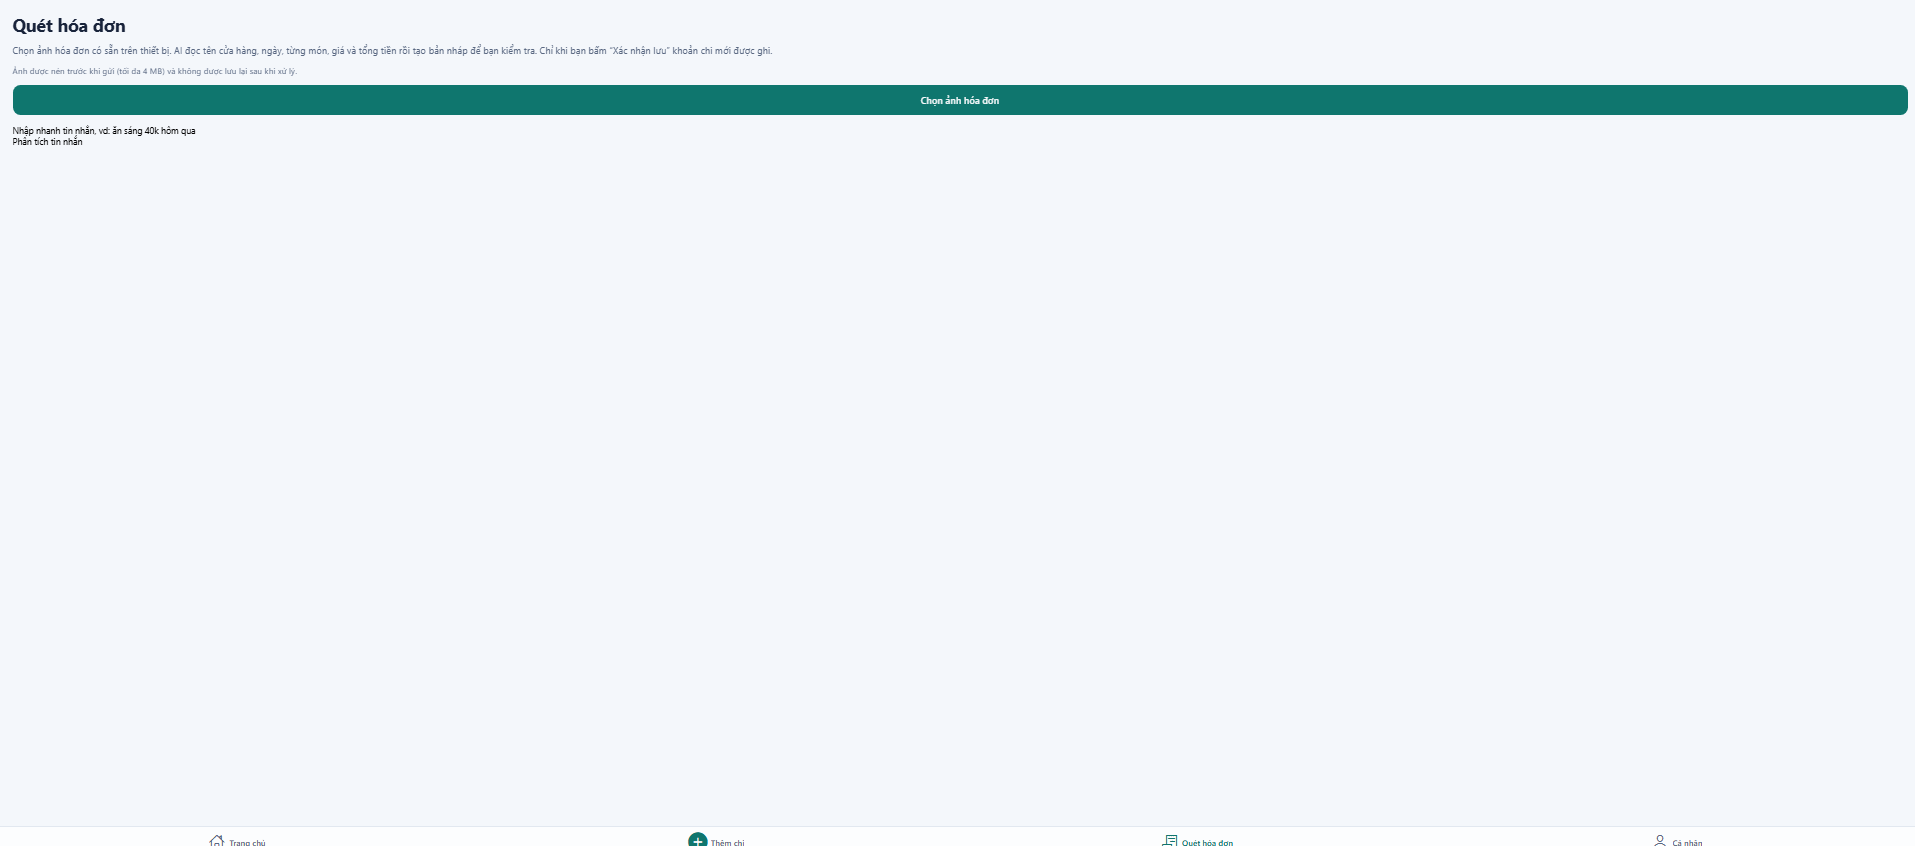 Quét hóa đơn
Chọn ảnh hóa đơn có sẵn trên thiết bị. AI đọc tên cửa hàng, ngày, từng món, giá và tổng tiền rồi tạo bản nháp để bạn kiểm tra. Chỉ khi bạn bấm “Xác nhận lưu” khoản chi mới được ghi.
Ảnh được nén trước khi gửi (tối đa 4 MB) và không được lưu lại sau khi xử lý.
Chọn ảnh hóa đơn
Nhập nhanh tin nhắn, vd: ăn sáng 40k hôm qua
Phân tích tin nhắn
Trang chủ
Thêm chi
Quét hóa đơn
Cá nhân